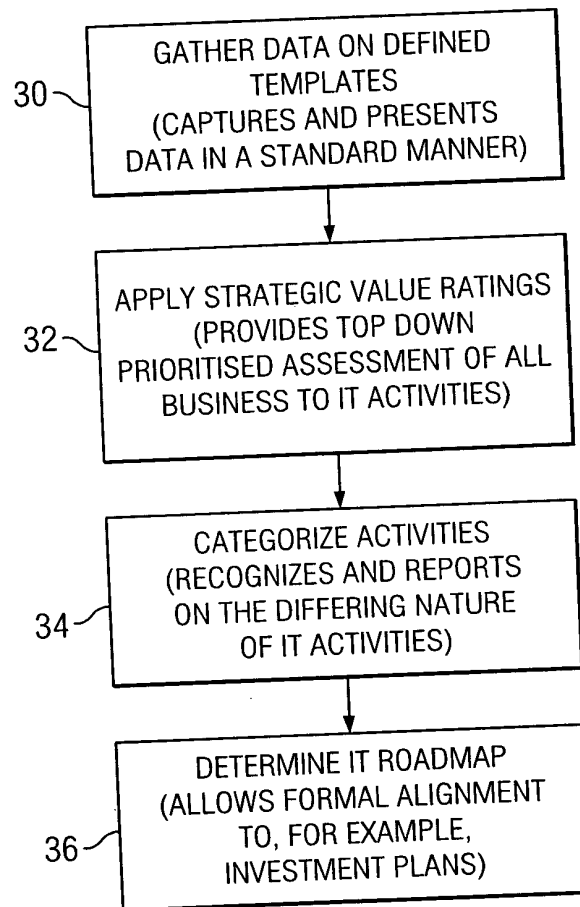 GATHER DATA ON DEFINED
TEMPLATES
(CAPTURES AND PRESENTS
DATA IN A STANDARD MANNER)
30
APPLY STRATEGIC VALUE RATINGS
(PROVIDES TOP DOWN
PRIORITISED ASSESSMENT OF ALL
BUSINESS TO IT ACTIVITIES)
32
CATEGORIZE ACTIVITIES
(RECOGNIZES AND REPORTS
ON THE DIFFERING NATURE
OF IT ACTIVITIES)
34
DETERMINE IT ROADMAP
(ALLOWS FORMAL ALIGNMENT
TO, FOR EXAMPLE,
INVESTMENT PLANS)
36